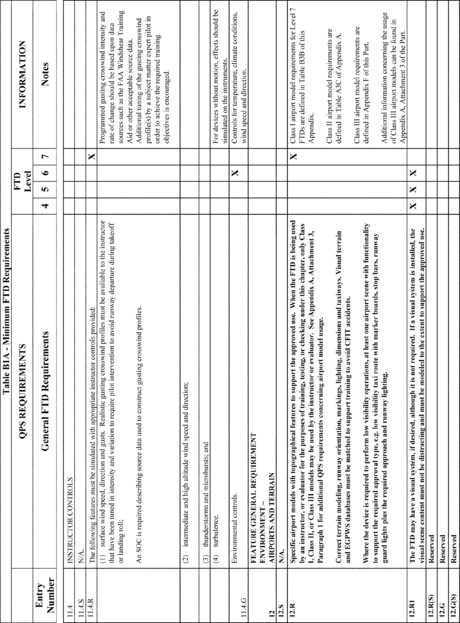 Table B1A - Minimum FTD Requirements
QPS REQUIREMENTS
FTD
Level
INFORMATION
Entry
Number
General FTD Requirements
4
5
6
7
Notes
11.4
INSTRUCTOR CONTROLS
11.4.S
N/A.
11.4.R
The following features must be simulated with appropriate instructor controls provided:
X
(1) surface wind speed, direction and gusts. Realistic gusting crosswind profiles must be available to the instructor
that have been tuned in intensity and variation to require pilot intervention to avoid runway departure during takeoff
or landing roll;
An SOC is required describing source data used to construct gusting crosswind profiles.
Programmed gusting crosswind intensity and
rate of change should be based upon data
sources such as the FAA Windshear Training
Aid or other acceptable source data.
Additional tuning of the gusting crosswind
profile(s) by a subject matter expert pilot in
order to achieve the required training
objectives is encouraged.
(2) intermediate and high altitude wind speed and direction;
(3) thunderstorms and microbursts; and
(4) turbulence.
For devices without motion, effects should be
simulated on the instruments.
11.4.G
Environmental controls.
X
Controls for temperature, climate conditions,
wind speed and direction.
12
FEATURE GENERAL REQUIREMENT
ENVIRONMENT -
AIRPORTS AND TERRAIN
12.S
N/A.
12.R
Specific airport models with topographical features to support the approved use. When the FTD is being used
by an instructor, or evaluator for the purposes of training, testing, or checking under this chapter, only Class
I, Class II, or Class III models may be used by the instructor or evaluator. See Appendix A, Attachment 3,
Paragraph 1 for additional QPS requirements concerning airport model usage.
Correct terrain modeling, runway orientation, markings, lighting, dimensions and taxiways. Visual terrain
and EGPWS databases must be matched to support training to avoid CFIT accidents.
Where the device is required to perform low visibility operations, at least one airport scene with functionality
to support the required approval type, e.g. low visibility taxi route with marker boards, stop bars, runway
guard lights plus the required approach and runway lighting.
X
Class I airport model requirements for Level 7
FTDs are defined in Table B3B of this
Appendix.
Class II airport model requirements are
defined in Table A3C of Appendix A.
Class III airport model requirements are
defined in Appendix F of this Part.
Additional information concerning the usage
of Class III airport models can be found in
Appendix A, Attachment 3 of the Part.
12.R1
The FTD may have a visual system, if desired, although it is not required. If a visual system is installed, the
visual scene content must not be distracting and must be modeled to the extent to support the approved use.
X
X
X
12.R(S)
Reserved
12.G
Reserved
12.G(S)
Reserved